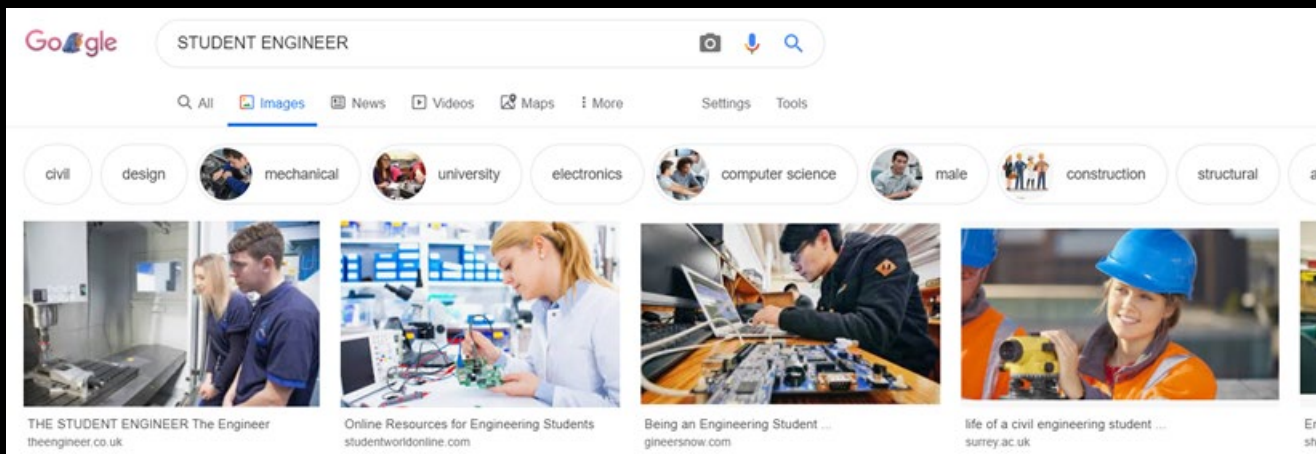 Google
STUDENT ENGINEER
All Images News Videos Maps More Settings Tools
civil design mechanical university electronics computer science male construction structural
THE STUDENT ENGINEER The Engineer
theengineer.co.uk
Online Resources for Engineering Students
studentworldonline.com
Being an Engineering Student ...
gineersnow.com
life of a civil engineering student ...
surrey.ac.uk